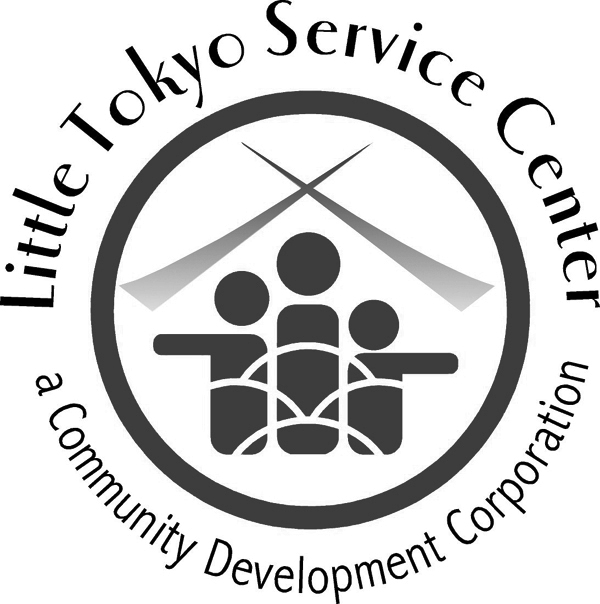 Little Tokyo Service Center
a Community Development Corporation